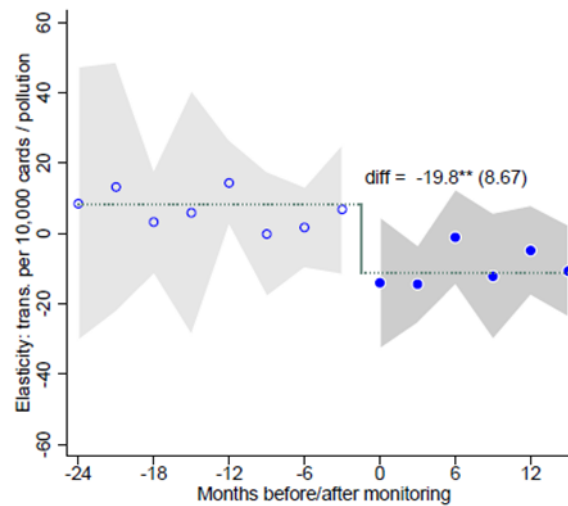 60
40
20
0
-20
-40
-60
Elasticity: trans. per 10,000 cards / pollution
diff = -19.8** (8.67)
-24 -18 -12 -6 0 6 12
Months before/after monitoring